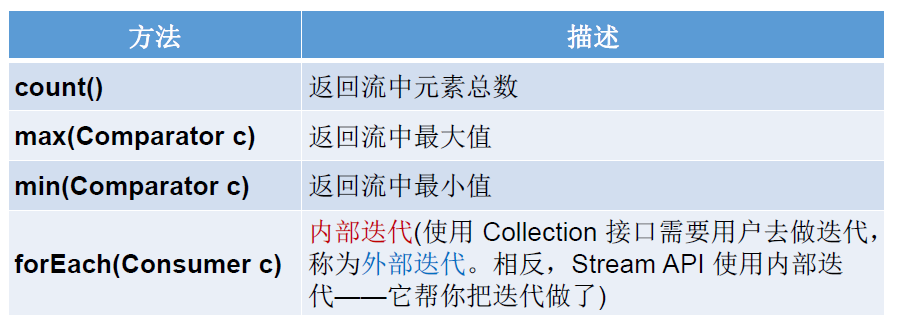 方法 描述
count() 返回流中元素总数
max(Comparator c) 返回流中最大值
min(Comparator c) 返回流中最小值
forEach(Consumer c)
内部迭代(使用 Collection 接口需要用户去做迭代，
称为外部迭代。相反，Stream API 使用内部迭
代——它帮你把迭代做了)